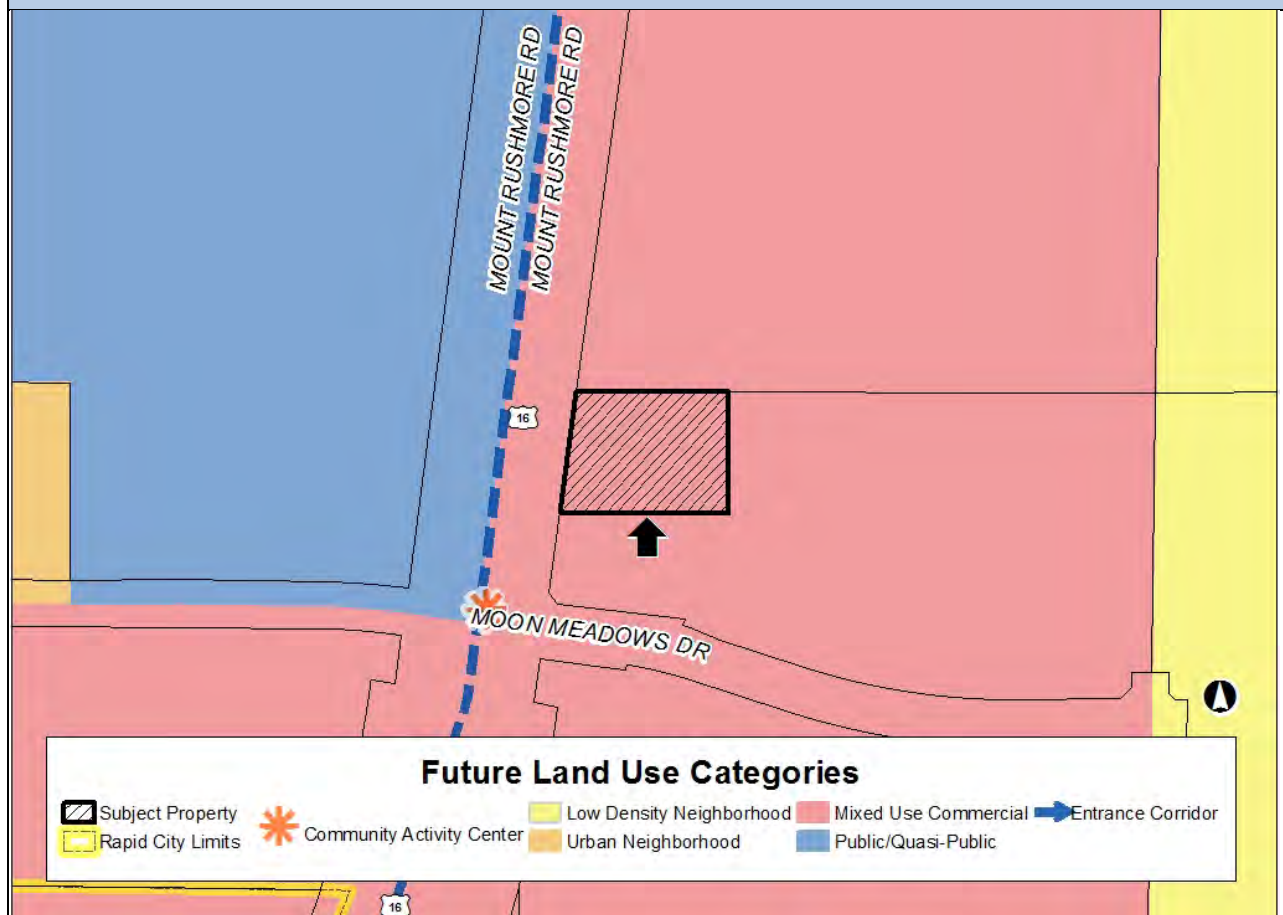 MOUNT RUSHMORE RD
MOUNT RUSHMORE RD
16
MOON MEADOWS DR
Future Land Use Categories
Subject Property
Rapid City Limits
Community Activity Center
Low Density Neighborhood
Urban Neighborhood
Mixed Use Commercial
Public/Quasi-Public
Entrance Corridor
16